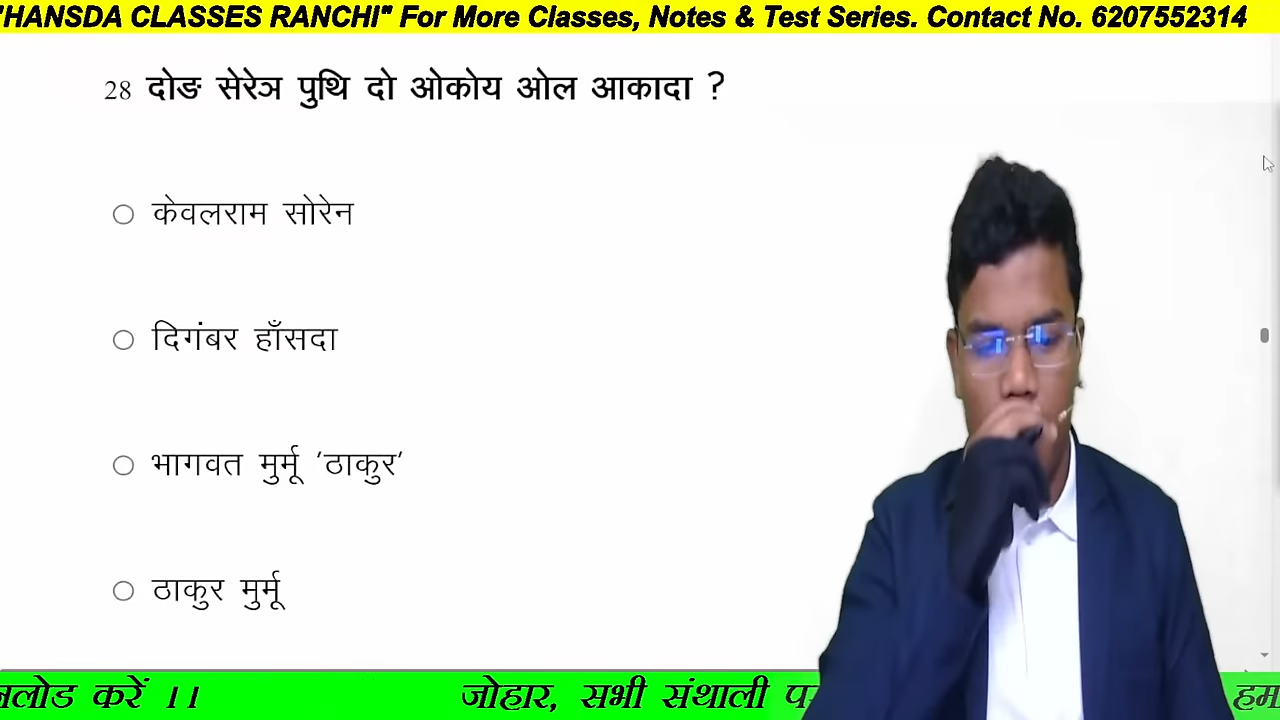 "HANSDA CLASSES RANCHI" For More Classes, Notes & Test Series. Contact No. 6207552314
28 दोङ सेरेञ पुथि दो ओकोय ओल आकादा ?
केवलराम सोरेन
दिगंबर हाँसदा
भागवत मुर्मू 'ठाकुर'
ठाकुर मुर्मू
करें ।। जोहार, सभी संथाली